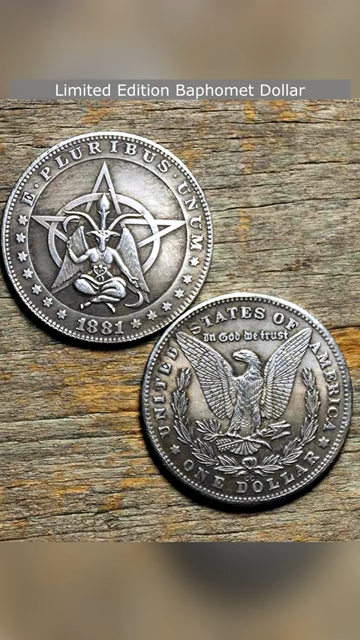 Limited Edition Baphomet Dollar
E · PLURIBUS · UNUM
1881
UNITED STATES OF AMERICA
In God we trust
ONE DOLLAR